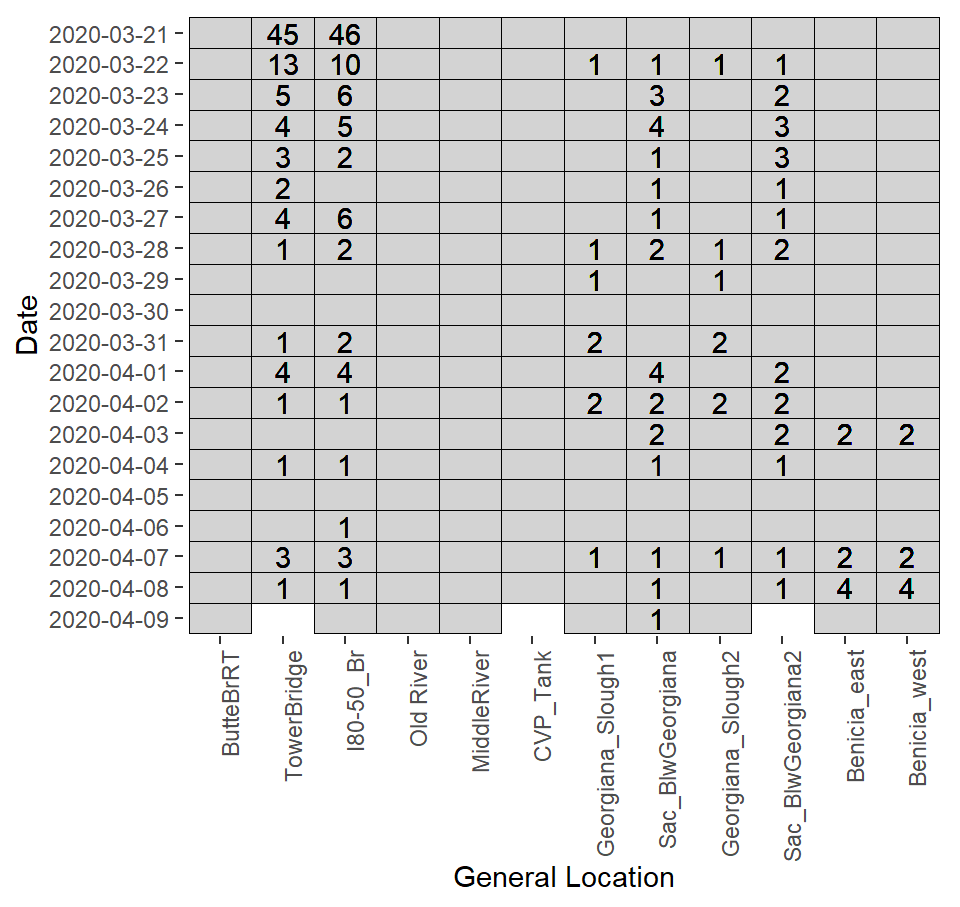 2020-03-21 45 46
2020-03-22 13 10 1 1 1 1
2020-03-23 5 6 3 2
2020-03-24 4 5 4 3
2020-03-25 3 2 1 3
2020-03-26 2 1 1
2020-03-27 4 6 1 1
2020-03-28 1 2 1 2 1 2
2020-03-29 1 1
2020-03-30
2020-03-31 1 2 2 2
2020-04-01 4 4 4 2
2020-04-02 1 1 2 2 2 2
2020-04-03 2 2 2 2
2020-04-04 1 1 1 1
2020-04-05
2020-04-06 1
2020-04-07 3 3 1 1 1 1 2 2
2020-04-08 1 1 1 1 4 4
2020-04-09 1
Date
ButteBrRT
TowerBridge
I80-50_Br
Old River
MiddleRiver
CVP_Tank
Georgiana_Slough1
Sac_BlwGeorgiana
Georgiana_Slough2
Sac_BlwGeorgiana2
Benicia_east
Benicia_west
General Location